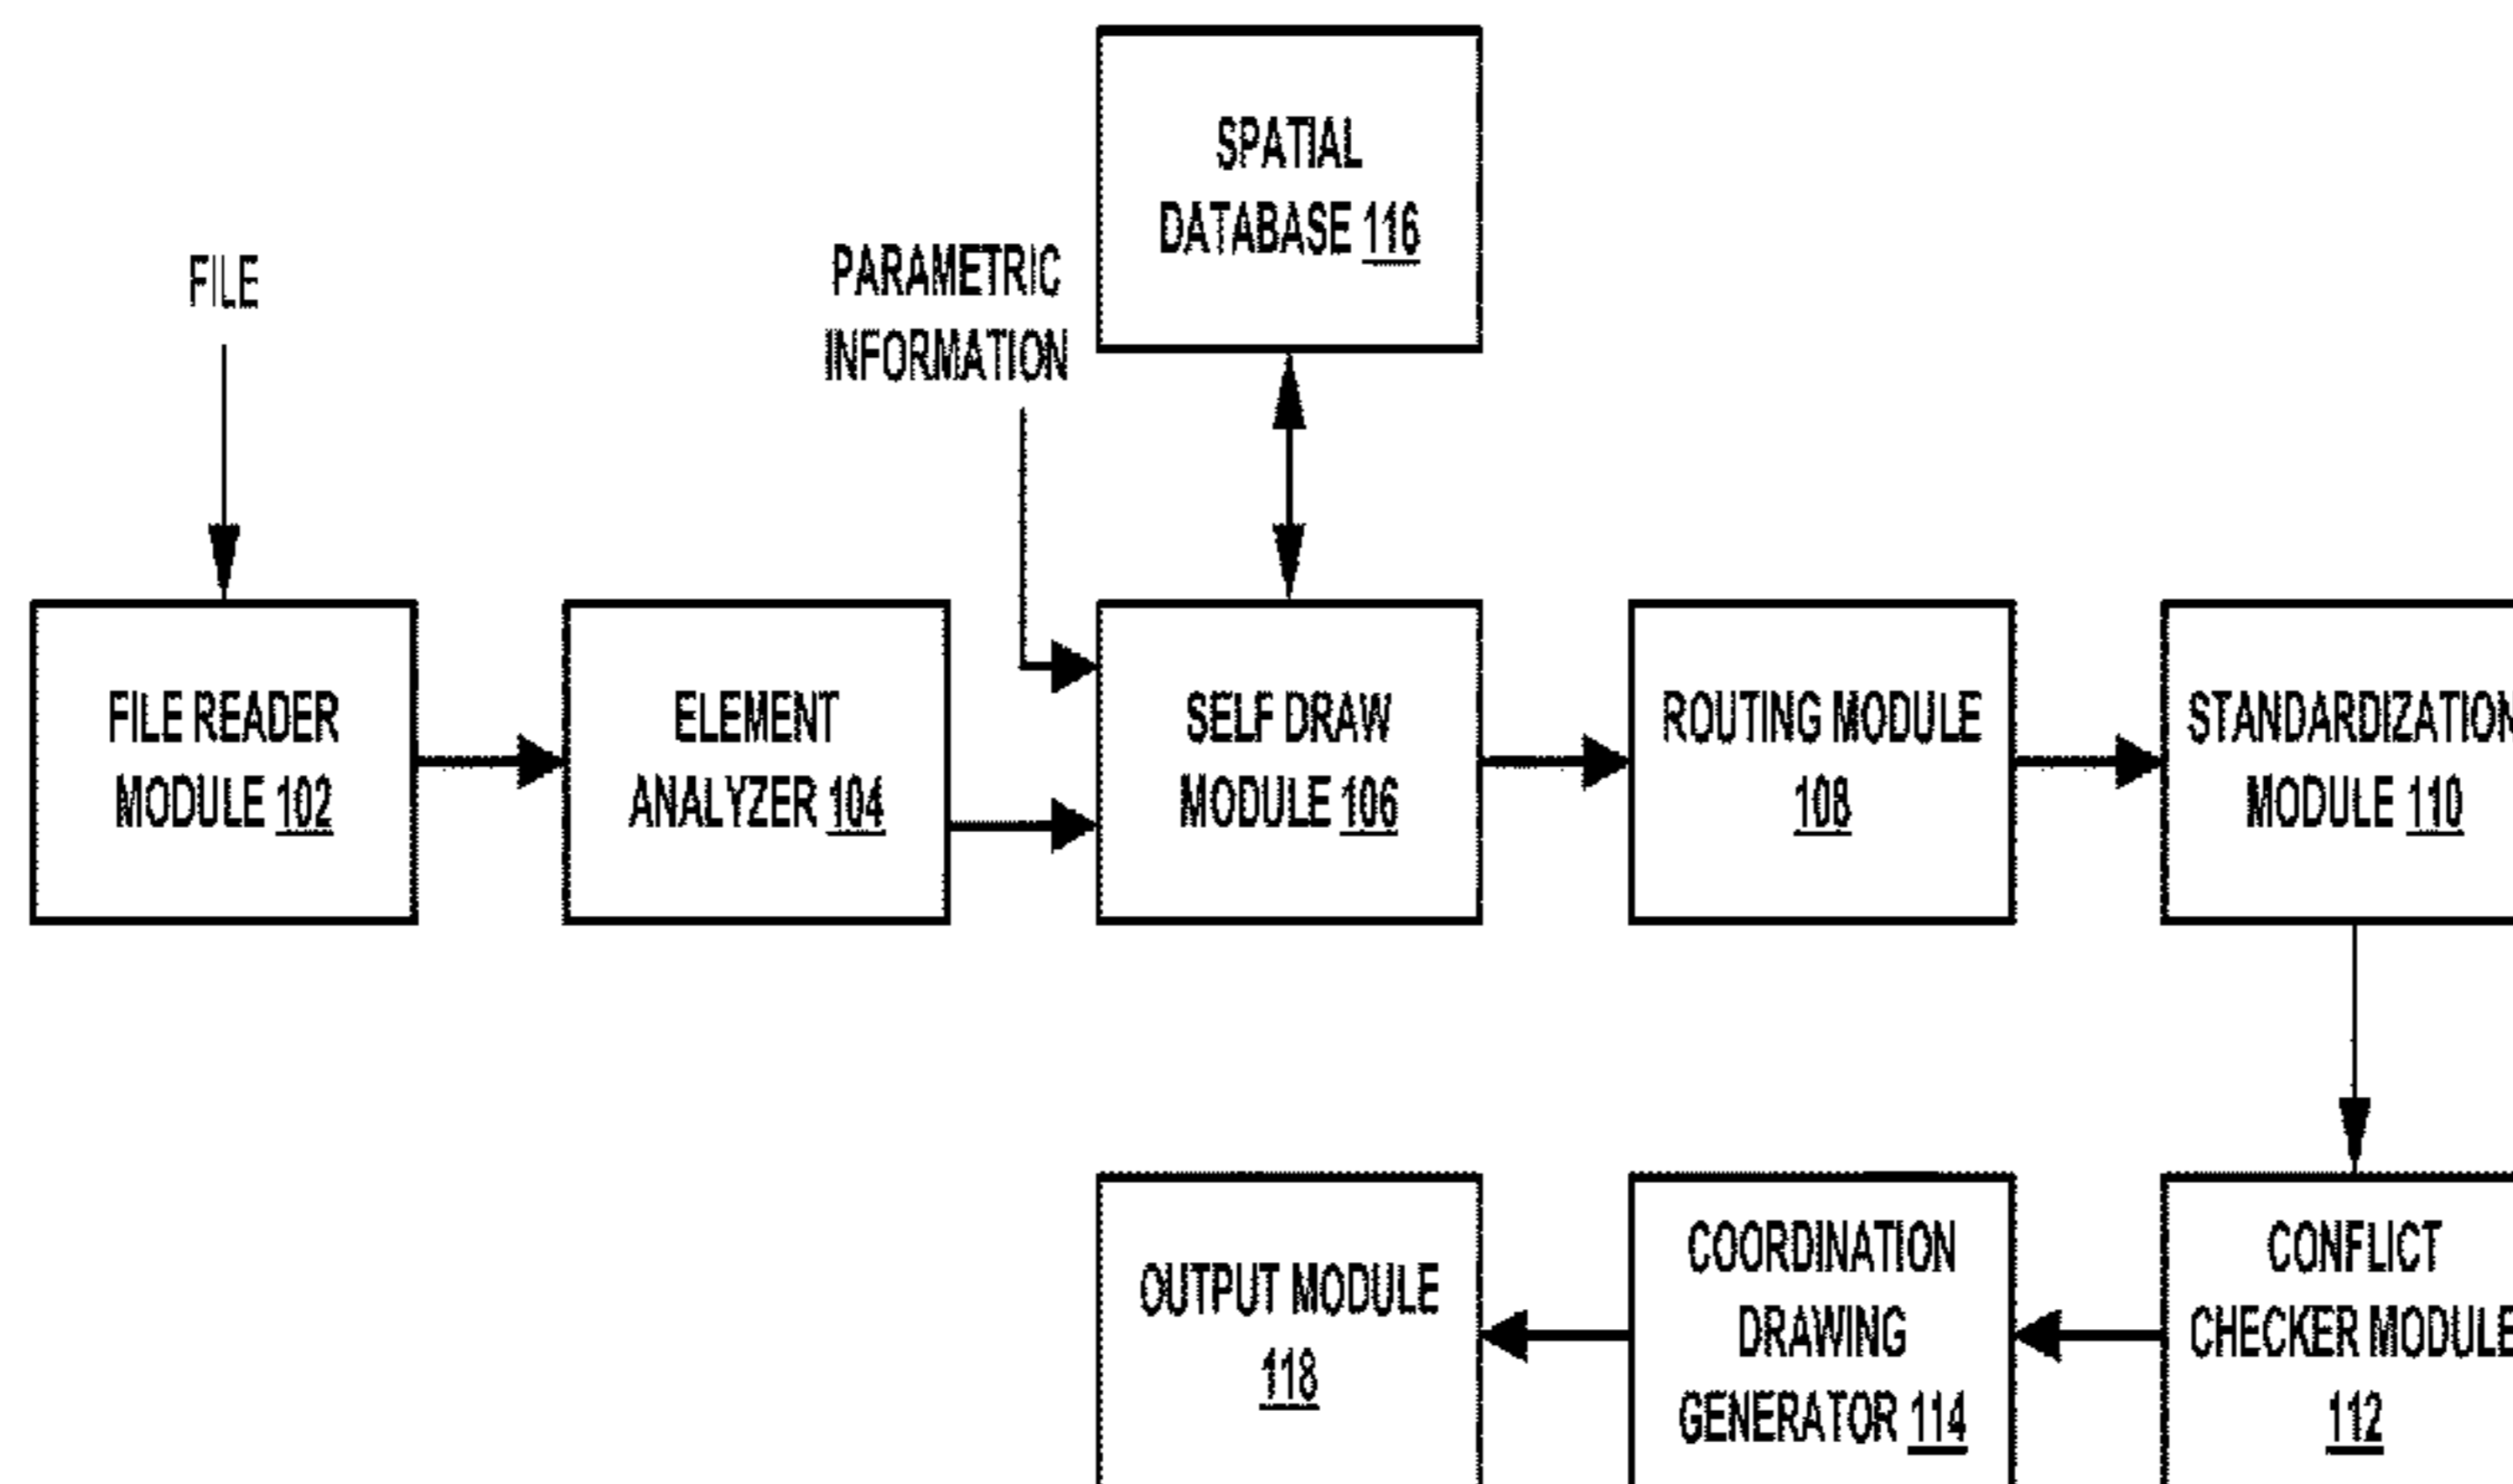 SPATIAL
DATABASE 116
FILE
PARAMETRIC
INFORMATION
FILE READER
MODULE 102
ELEMENT
ANALYZER 104
SELF DRAW
MODULE 106
ROUTING MODULE
108
STANDARDIZATION
MODULE 110
OUTPUT MODULE
118
COORDINATION
DRAWING
GENERATOR 114
CONFLICT
CHECKER MODULE
112